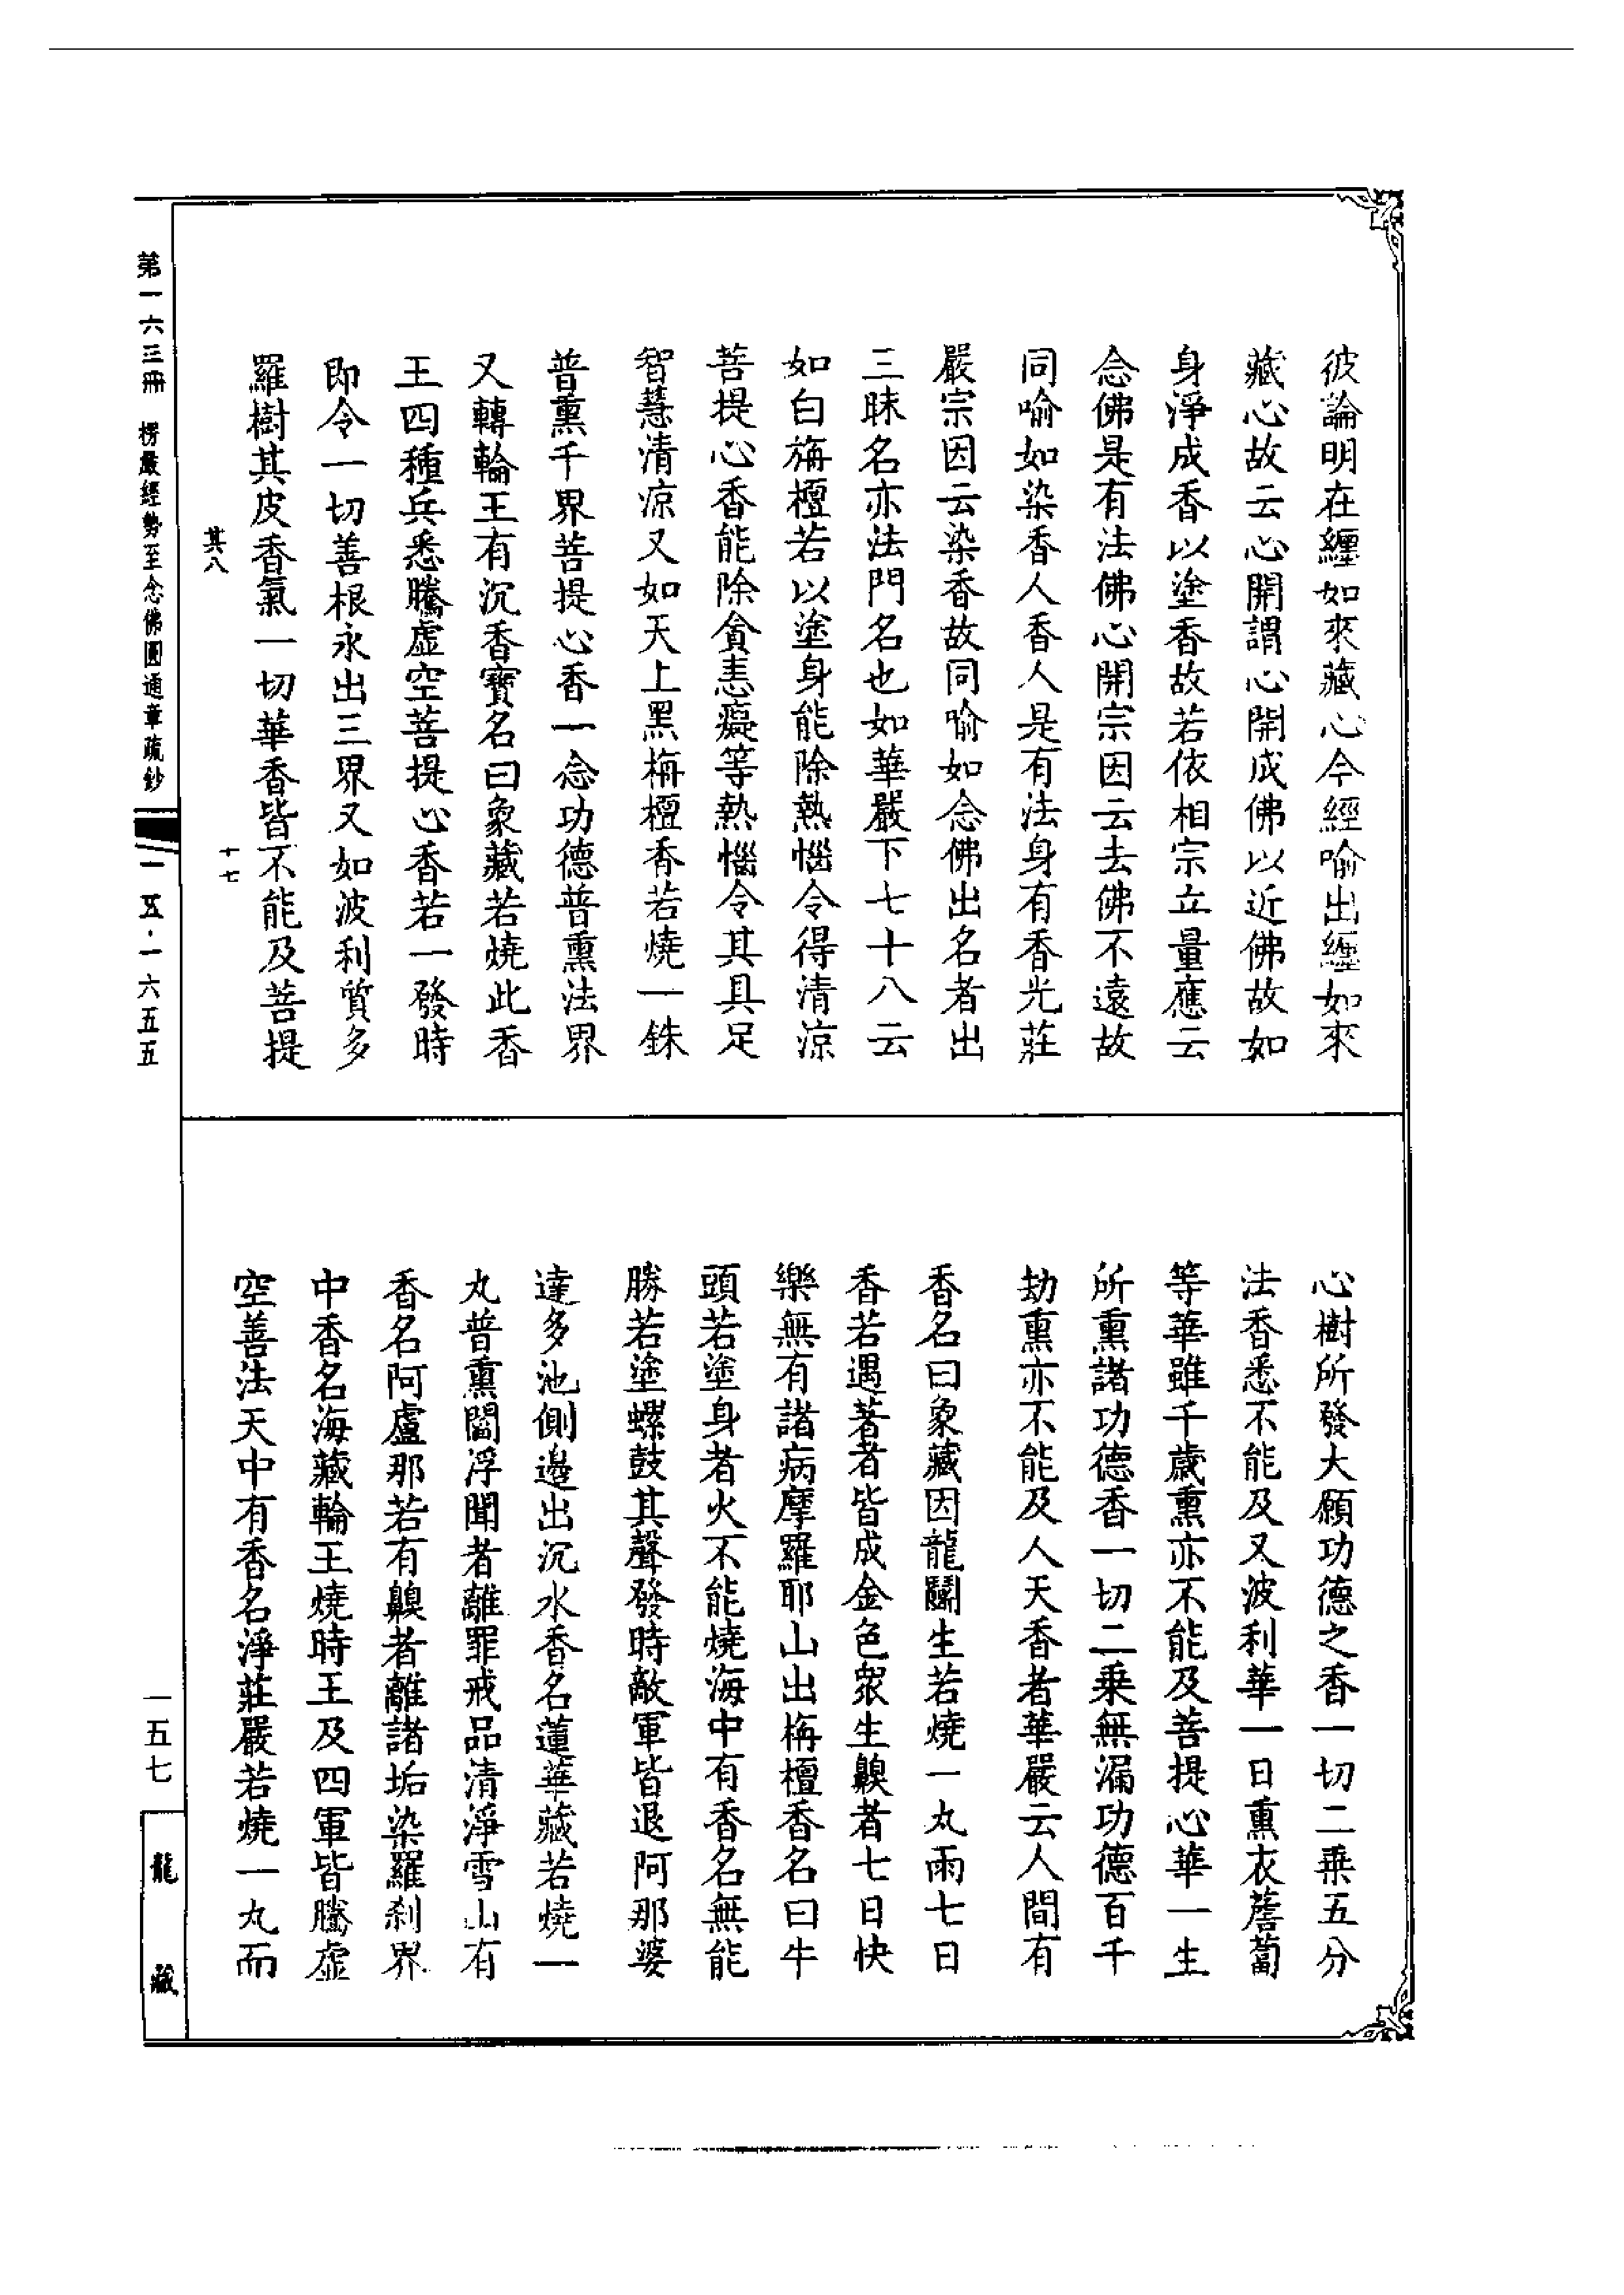 彼論明在纏如來藏心今經喻出纏如來
藏心故云心開謂心開成佛以近佛故如
身淨成香以塗香故若依相宗立量應云
念佛是有法佛心開宗因云去佛不遠故
同喻如染香人香人是有法身有香光莊
嚴宗因云染香故同喻如念佛出名者出
三昧名亦法門名也如華嚴下七十八云
如白旃檀若以塗身能除熱惱令得清涼
菩提心香能除貪恚癡等熱惱令其具足
智慧清涼又如天上黑栴檀香若燒一銖
普熏千界菩提心香一念功德普熏法界
又轉輪王有沉香寶名曰象藏若燒此香
王四種兵悉騰虛空菩提心香若一發時
即令一切善根永出三界又如波利質多
羅樹其皮香氣一切華香皆不能及菩提
其八
十七
心樹所發大願功德之香一切二乘五分
法香悉不能及又波利華一日熏衣薝蔔
等華雖千歲熏亦不能及菩提心華一生
所熏諸功德香一切二乘無漏功德百千
劫熏亦不能及人天香者華嚴云人間有
香名曰象藏因龍鬬生若燒一丸雨七日
香若遇著者皆成金色衆生齅者七日快
樂無有諸病摩羅耶山出栴檀香名曰牛
頭若塗身者火不能燒海中有香名無能
勝若塗螺鼓其聲發時敵軍皆退阿那婆
達多池側邊出沉水香名蓮華藏若燒一
丸普熏閻浮聞者離罪戒品清淨雪山有
香名阿盧那若有齅者離諸垢染羅剎界
中香名海藏輪王燒時王及四軍皆騰虛
空善法天中有香名淨莊嚴若燒一丸而
第一六三冊 楞嚴經勢至念佛圓通章疏鈔
一五·一六五五
一五七
龍藏